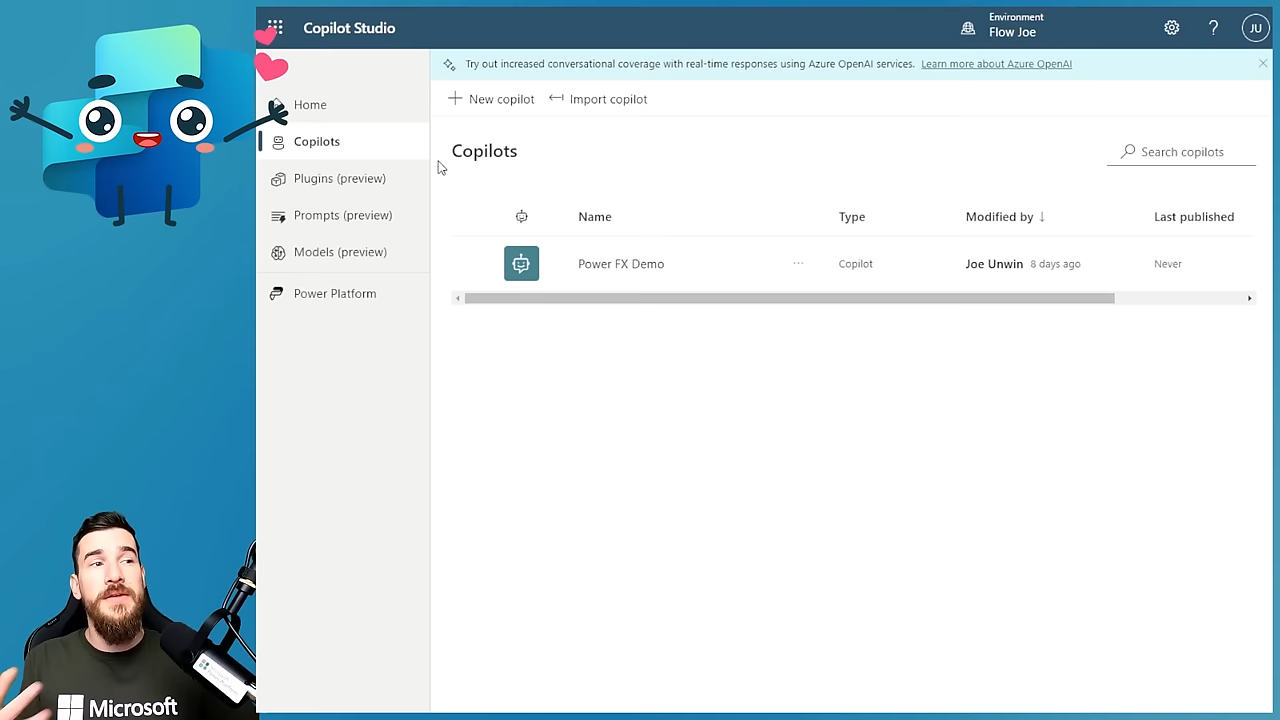 Copilot Studio
Environment
Flow Joe
JU
Try out increased conversational coverage with real-time responses using Azure OpenAI services. Learn more about Azure OpenAI
Home
Copilots
Plugins (preview)
Prompts (preview)
Models (preview)
Power Platform
New copilot
Import copilot
Copilots
Search copilots
Name
Type
Modified by ↓
Last published
Power FX Demo
...
Copilot
Joe Unwin 8 days ago
Never
Microsoft